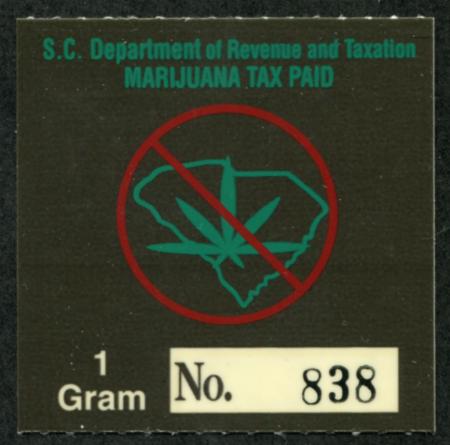 S.C. Department of Revenue and Taxation
MARIJUANA TAX PAID
1
Gram
No. 838